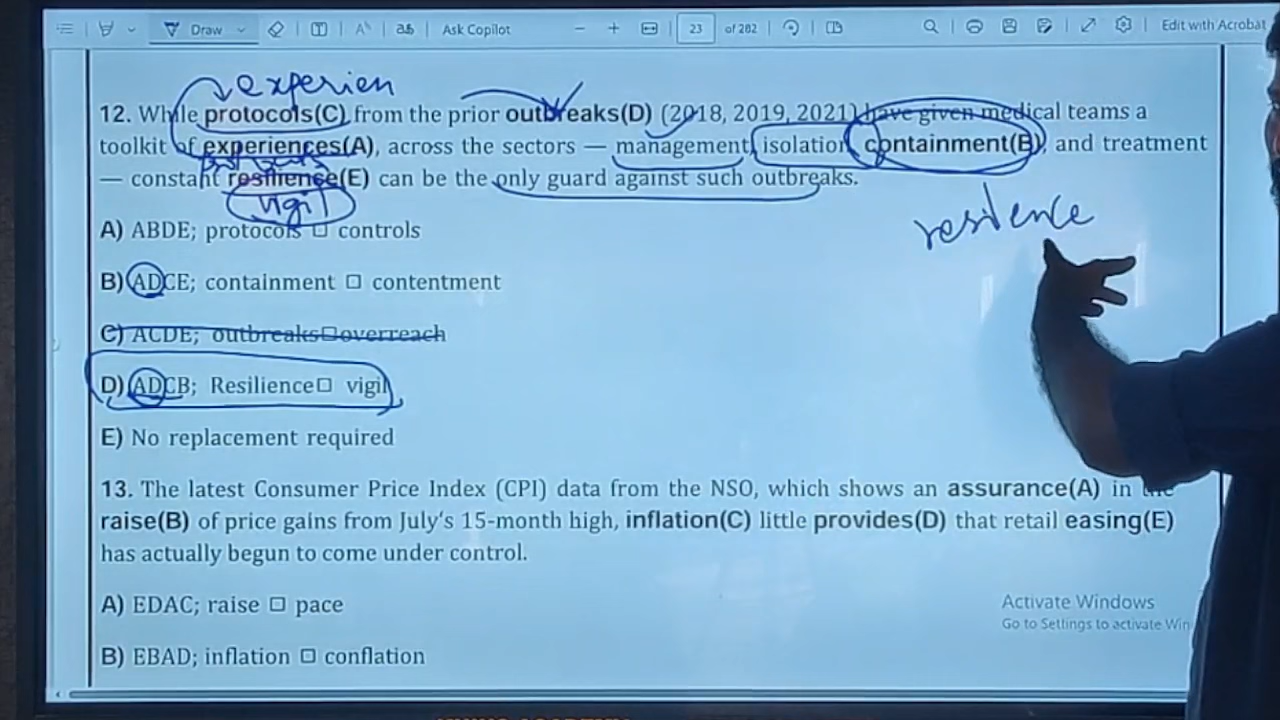 Draw
Ask Copilot
23 of 282
Edit with Acrobat
experien
12. While protocols(C) from the prior outbreaks(D) (2018, 2019, 2021) have given medical teams a
toolkit of experiences(A), across the sectors — management, isolation, containment(B), and treatment
— constant resilience(E) can be the only guard against such outbreaks.
vigil
resilence
A) ABDE; protocols □ controls
B) ADCE; containment □ contentment
C) ACDE; outbreaks□overreach
D) ADCB; Resilience□ vigil
E) No replacement required
13. The latest Consumer Price Index (CPI) data from the NSO, which shows an assurance(A) in the
raise(B) of price gains from July's 15-month high, inflation(C) little provides(D) that retail easing(E)
has actually begun to come under control.
A) EDAC; raise □ pace
B) EBAD; inflation □ conflation
Activate Windows
Go to Settings to activate Win